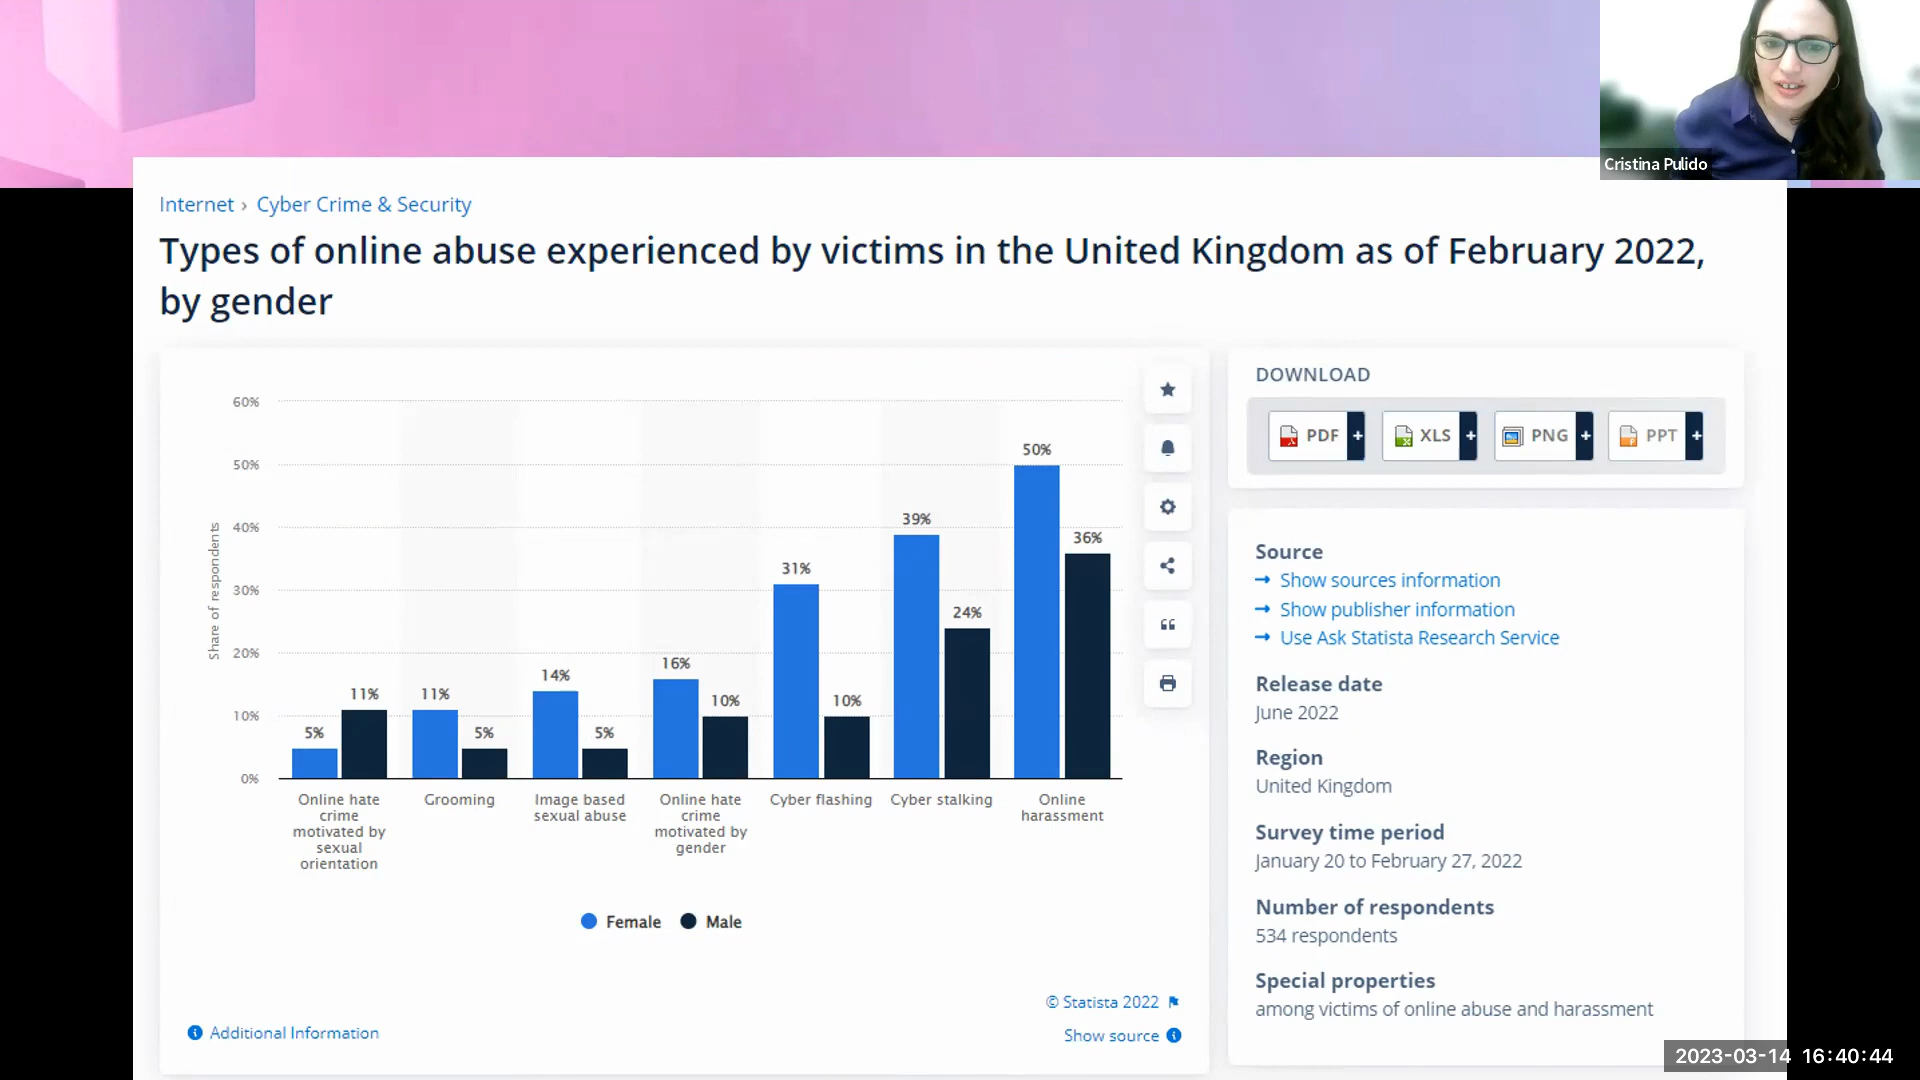 Cristina Pulido
Internet › Cyber Crime & Security
Types of online abuse experienced by victims in the United Kingdom as of February 2022,
by gender
Share of respondents
60%
50%
40%
30%
20%
10%
0%
5%
11%
11%
5%
14%
5%
16%
10%
31%
10%
39%
24%
50%
36%
Online hate
crime
motivated by
sexual
orientation
Grooming
Image based
sexual abuse
Online hate
crime
motivated by
gender
Cyber flashing
Cyber stalking
Online
harassment
Female
Male
Additional Information
© Statista 2022
Show source
DOWNLOAD
PDF +
XLS +
PNG +
PPT +
Source
→ Show sources information
→ Show publisher information
→ Use Ask Statista Research Service
Release date
June 2022
Region
United Kingdom
Survey time period
January 20 to February 27, 2022
Number of respondents
534 respondents
Special properties
among victims of online abuse and harassment
2023-03-14 16:40:44